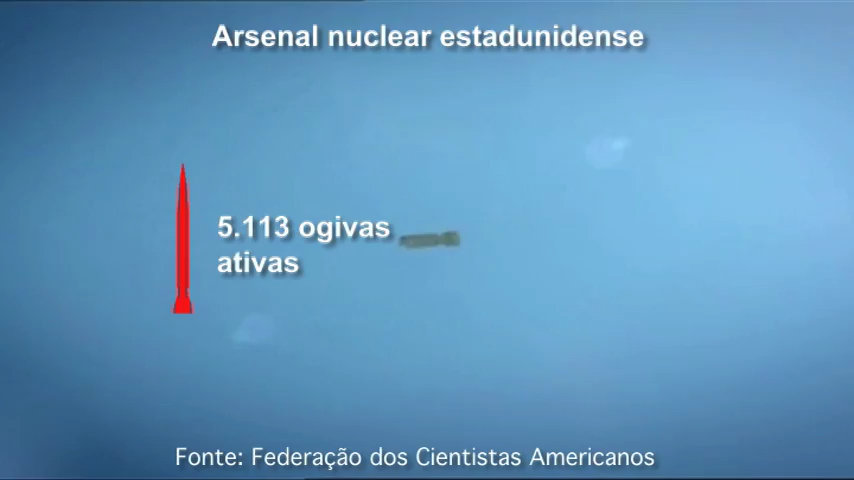 Arsenal nuclear estadunidense
5.113 ogivas
ativas
Fonte: Federação dos Cientistas Americanos